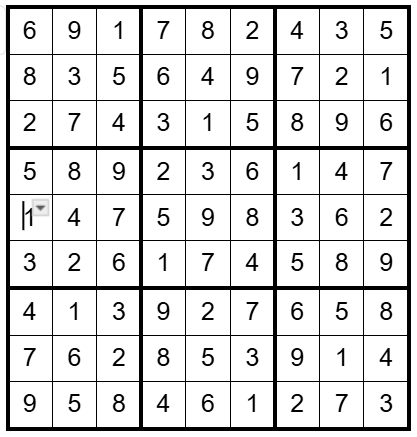 6 9 1 7 8 2 4 3 5
8 3 5 6 4 9 7 2 1
2 7 4 3 1 5 8 9 6
5 8 9 2 3 6 1 4 7
1 4 7 5 9 8 3 6 2
3 2 6 1 7 4 5 8 9
4 1 3 9 2 7 6 5 8
7 6 2 8 5 3 9 1 4
9 5 8 4 6 1 2 7 3